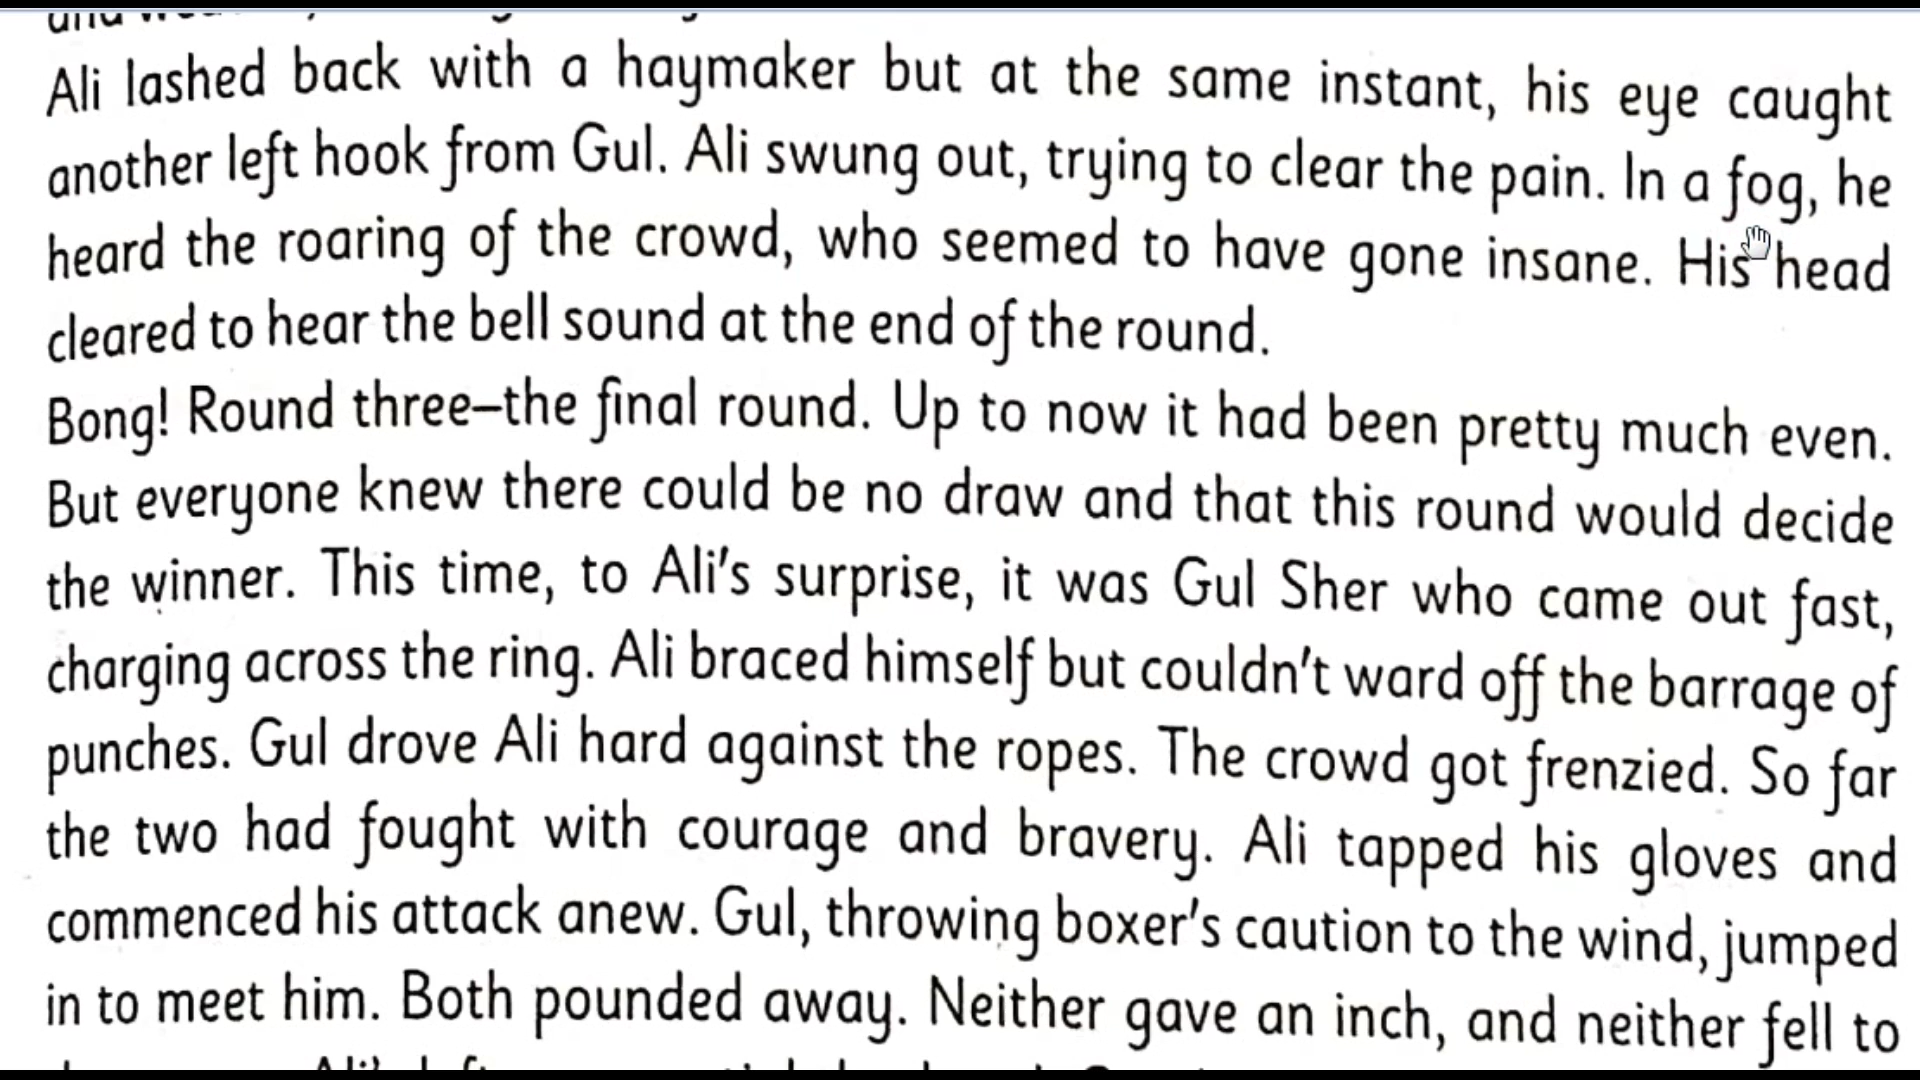 Ali lashed back with a haymaker but at the same instant, his eye caught
another left hook from Gul. Ali swung out, trying to clear the pain. In a fog, he
heard the roaring of the crowd, who seemed to have gone insane. His head
cleared to hear the bell sound at the end of the round.
Bong! Round three–the final round. Up to now it had been pretty much even.
But everyone knew there could be no draw and that this round would decide
the winner. This time, to Ali's surprise, it was Gul Sher who came out fast,
charging across the ring. Ali braced himself but couldn't ward off the barrage of
punches. Gul drove Ali hard against the ropes. The crowd got frenzied. So far
the two had fought with courage and bravery. Ali tapped his gloves and
commenced his attack anew. Gul, throwing boxer's caution to the wind, jumped
in to meet him. Both pounded away. Neither gave an inch, and neither fell to